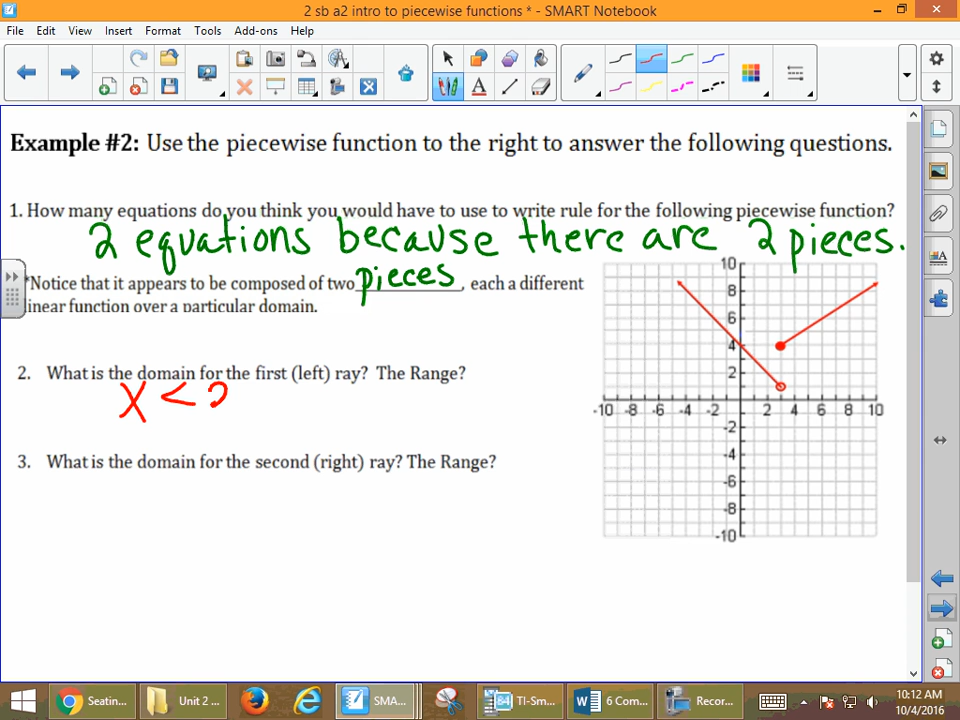 2 sb a2 intro to piecewise functions * - SMART Notebook
File Edit View Insert Format Tools Add-ons Help
Example #2: Use the piecewise function to the right to answer the following questions.
1. How many equations do you think you would have to use to write rule for the following piecewise function?
2 equations because there are 2 pieces.
*Notice that it appears to be composed of two pieces, each a different
linear function over a particular domain.
2. What is the domain for the first (left) ray? The Range?
X <
3. What is the domain for the second (right) ray? The Range?
10
8
6
4
2
-10 -8 -6 -4 -2 2 4 6 8 10
-2
-4
-6
-8
-10
Seatin... Unit 2 ... SMA... TI-Sm... 6 Com... Recor... 10:12 AM
10/4/2016